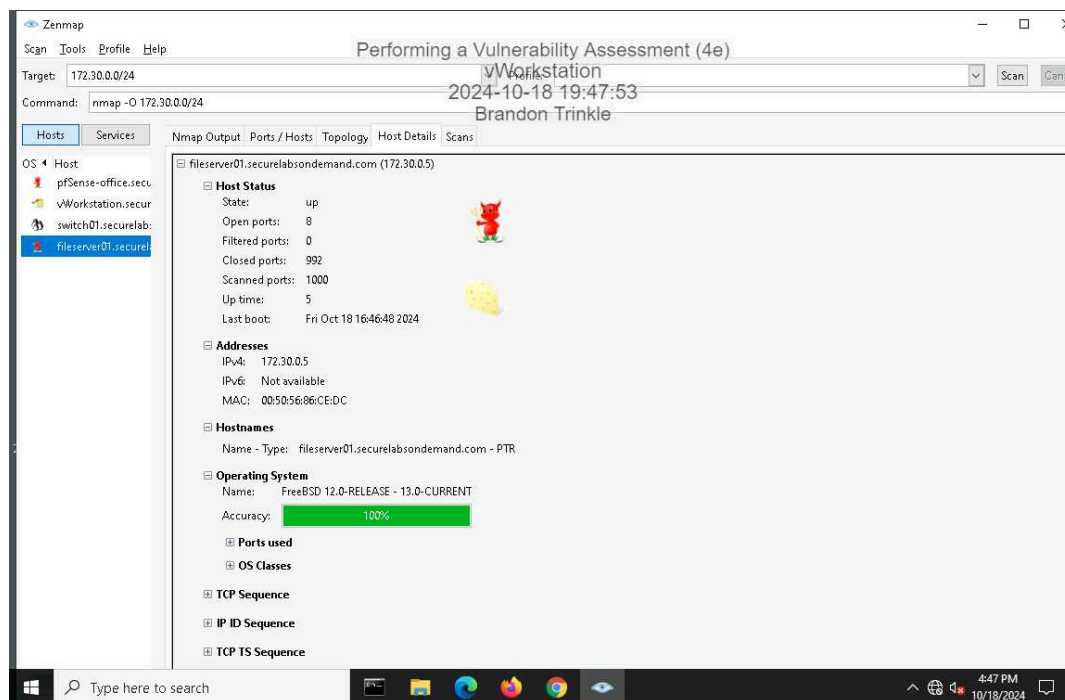 Zenmap
Scan Tools Profile Help
Performing a Vulnerability Assessment (4e)
vWorkstation
2024-10-18 19:47:53
Brandon Trinkle
Target: 172.30.0.0/24
Scan
Command: nmap -O 172.30.0.0/24
Hosts Services
Nmap Output Ports / Hosts Topology Host Details Scans
OS Host
pfSense-office.secu
vWorkstation.secur
switch01.securelab
fileserver01.securel
fileserver01.securelabsondemand.com (172.30.0.5)
Host Status
State: up
Open ports: 8
Filtered ports: 0
Closed ports: 992
Scanned ports: 1000
Up time: 5
Last boot: Fri Oct 18 16:46:48 2024
Addresses
IPv4: 172.30.0.5
IPv6: Not available
MAC: 00:50:56:86:CE:DC
Hostnames
Name - Type: fileserver01.securelabsondemand.com - PTR
Operating System
Name: FreeBSD 12.0-RELEASE - 13.0-CURRENT
Accuracy: 100%
Ports used
OS Classes
TCP Sequence
IP ID Sequence
TCP TS Sequence
Type here to search
4:47 PM
10/18/2024